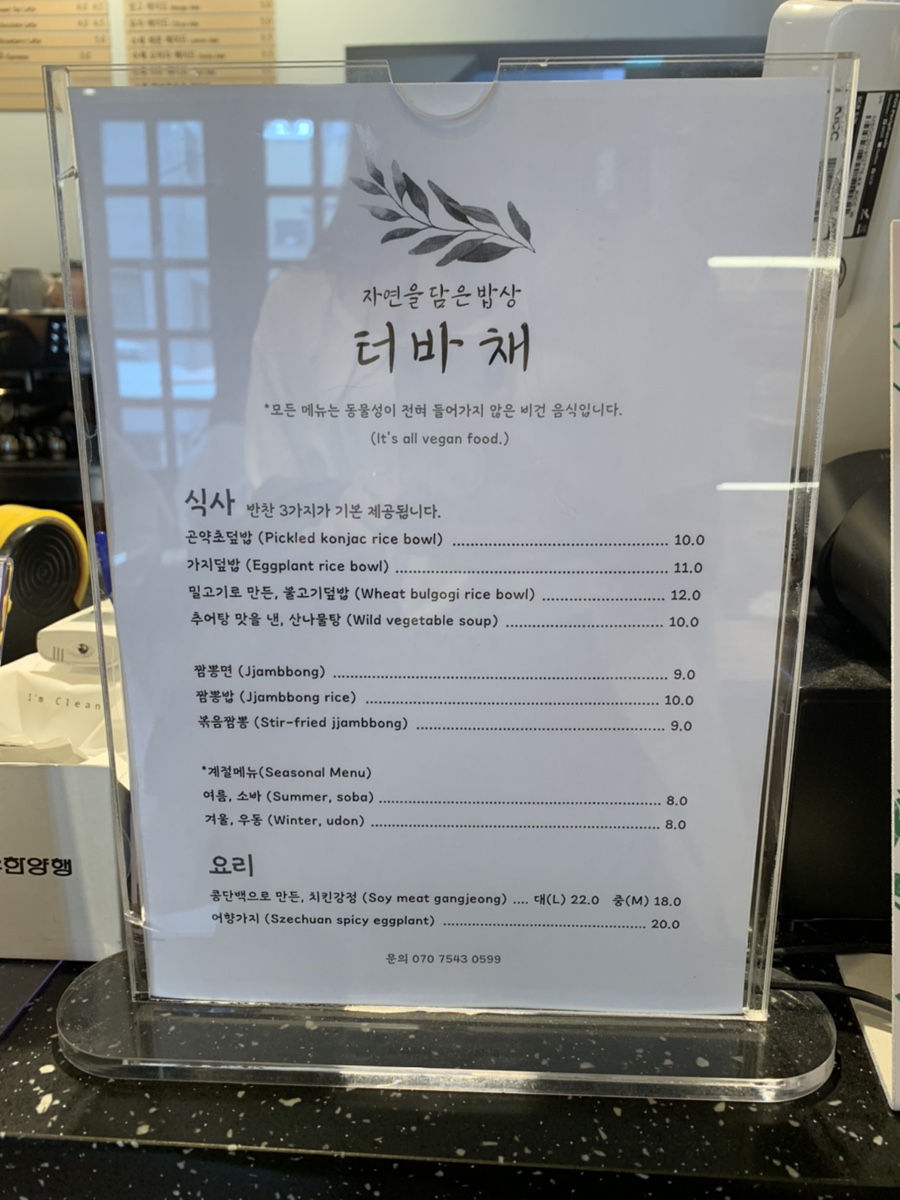 자연을 담은 밥상
터 바 채
*모든 메뉴는 동물성이 전혀 들어가지 않은 비건 음식입니다.
(It's all vegan food.)
식사 반찬 3가지가 기본 제공됩니다.
곤약초덮밥 (Pickled konjac rice bowl) 10.0
가지덮밥 (Eggplant rice bowl) 11.0
밀고기로 만든, 불고기덮밥 (Wheat bulgogi rice bowl) 12.0
추어탕 맛을 낸, 산나물탕 (Wild vegetable soup) 10.0
짬뽕면 (Jjambbong) 9.0
짬뽕밥 (Jjambbong rice) 10.0
볶음짬뽕 (Stir-fried jjambbong) 9.0
*계절메뉴(Seasonal Menu)
여름, 소바 (Summer, soba) 8.0
겨울, 우동 (Winter, udon) 8.0
요리
콩단백으로 만든, 치킨강정 (Soy meat gangjeong) .... 대(L) 22.0 중(M) 18.0
어향가지 (Szechuan spicy eggplant) 20.0
문의 070 7543 0599
I'm Clean
한양행